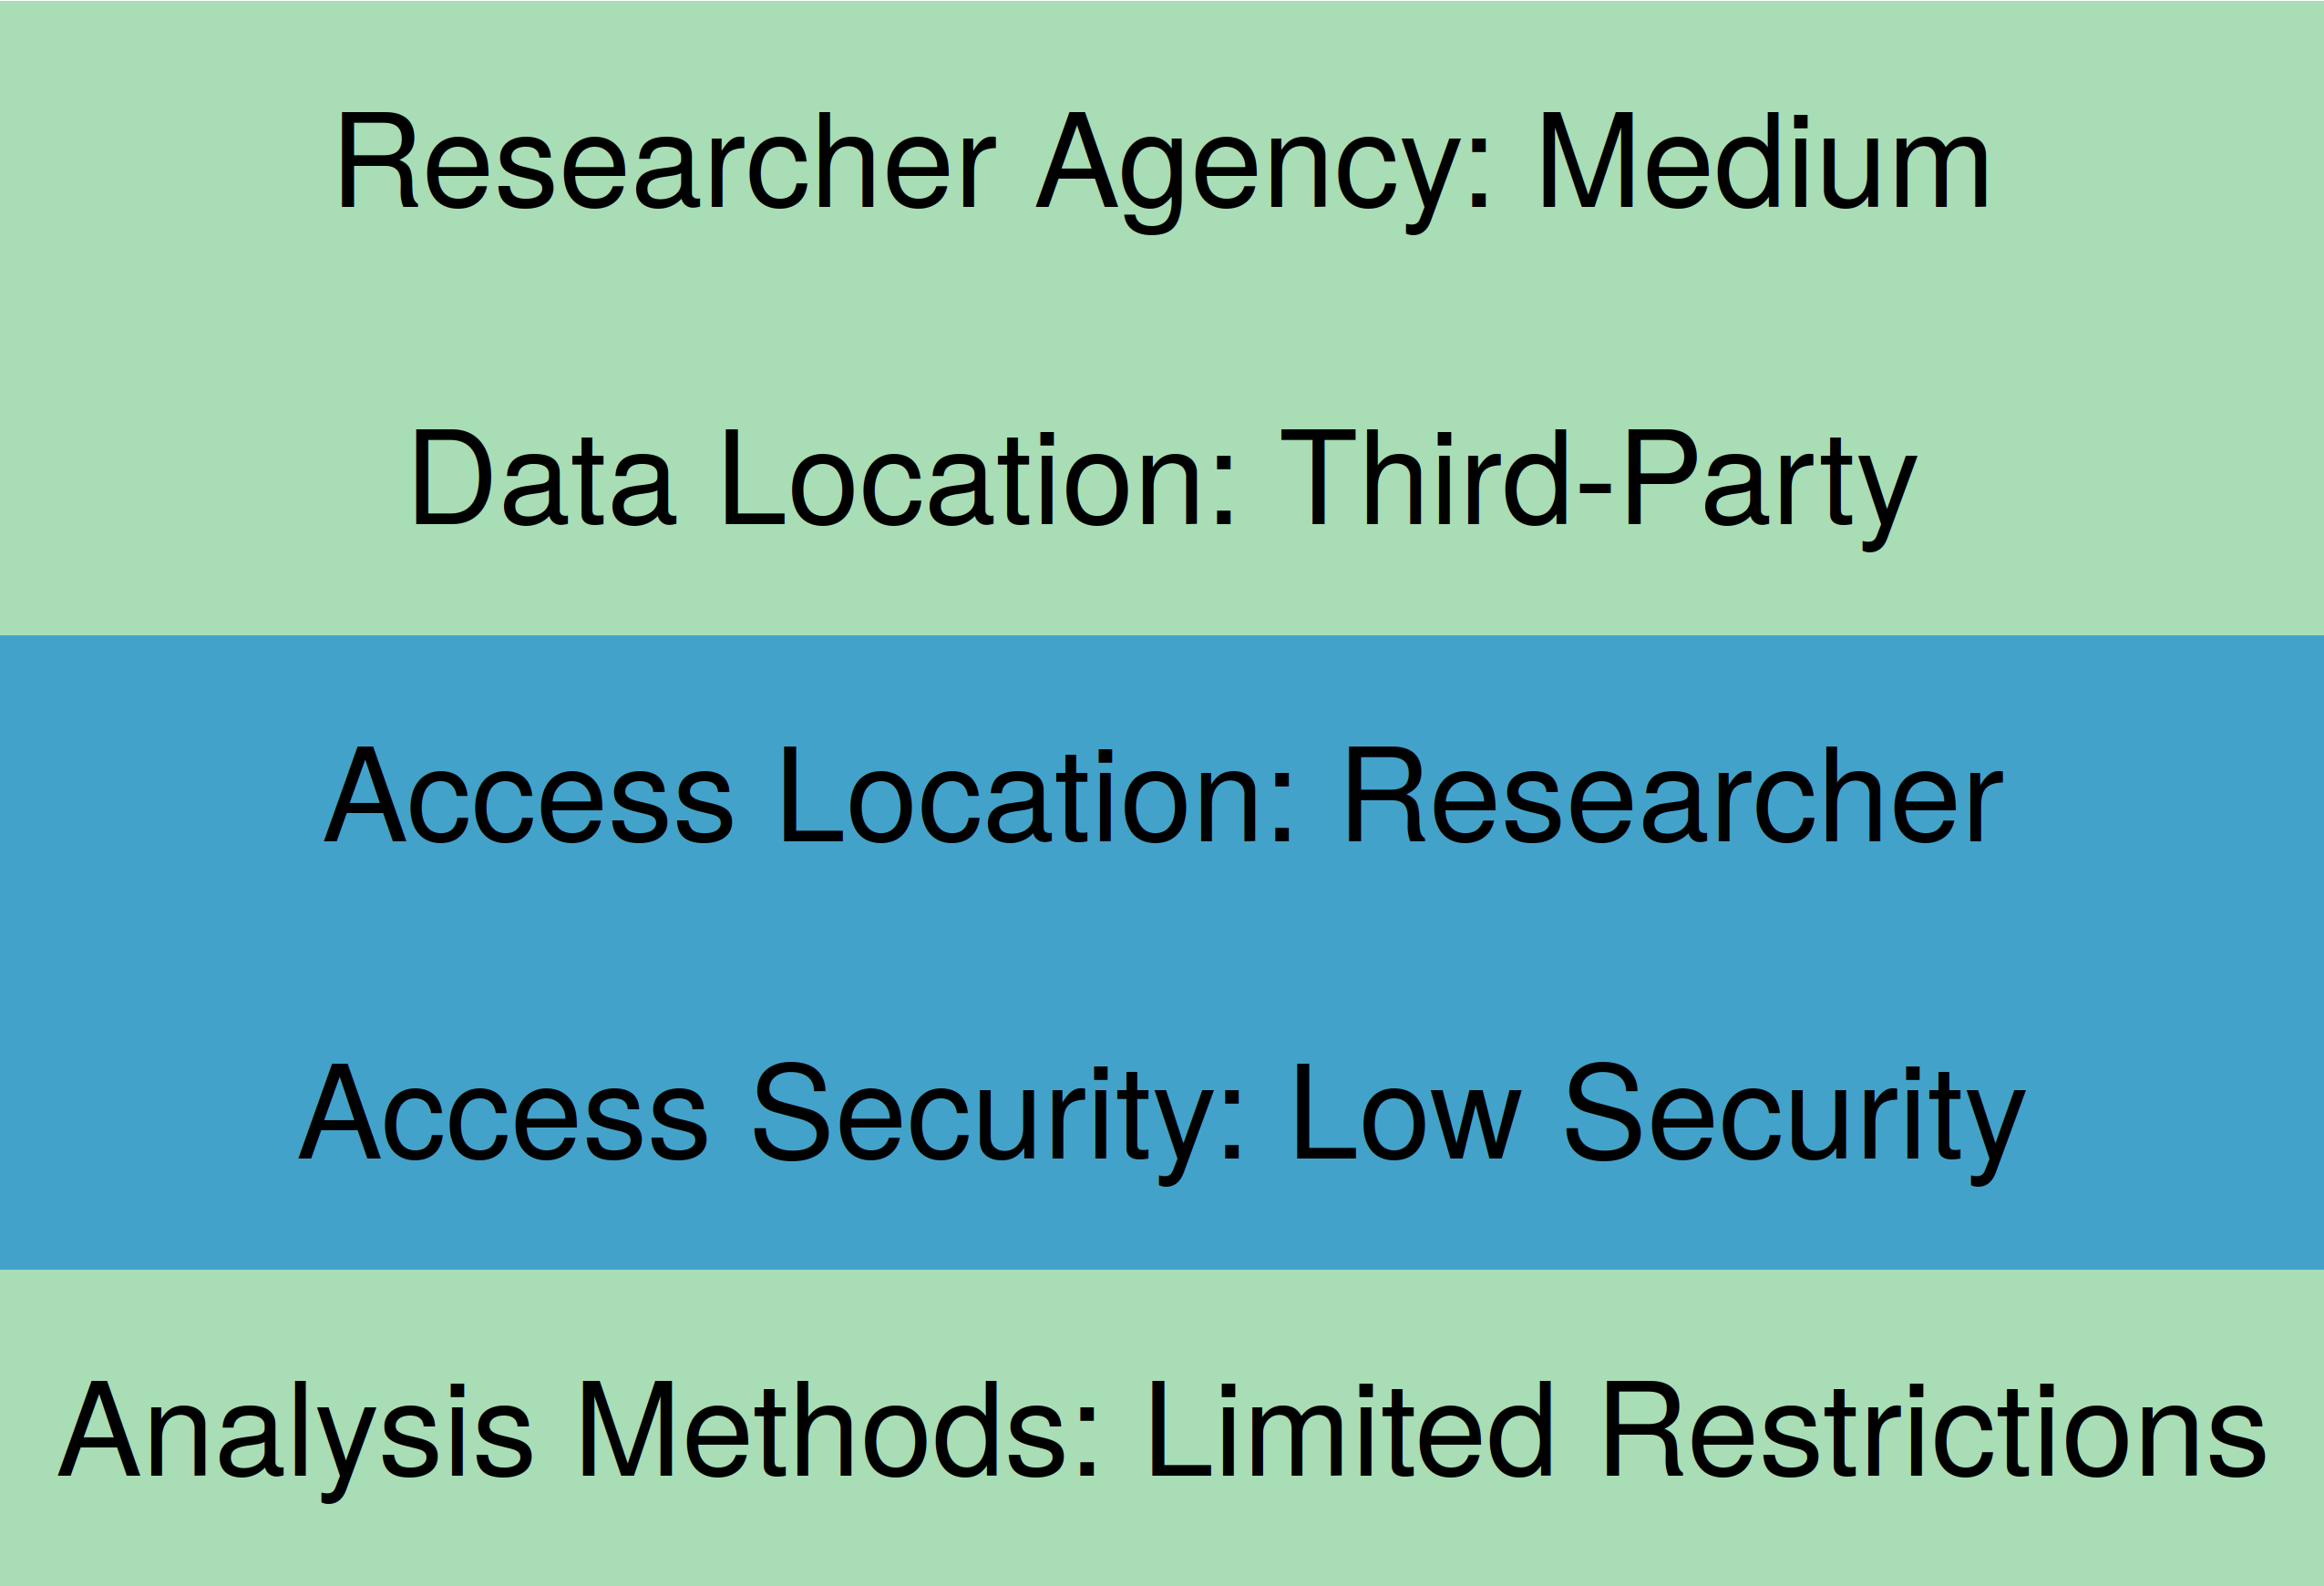 Researcher Agency: Medium
Data Location: Third-Party
Access Location: Researcher
Access Security: Low Security
Analysis Methods: Limited Restrictions